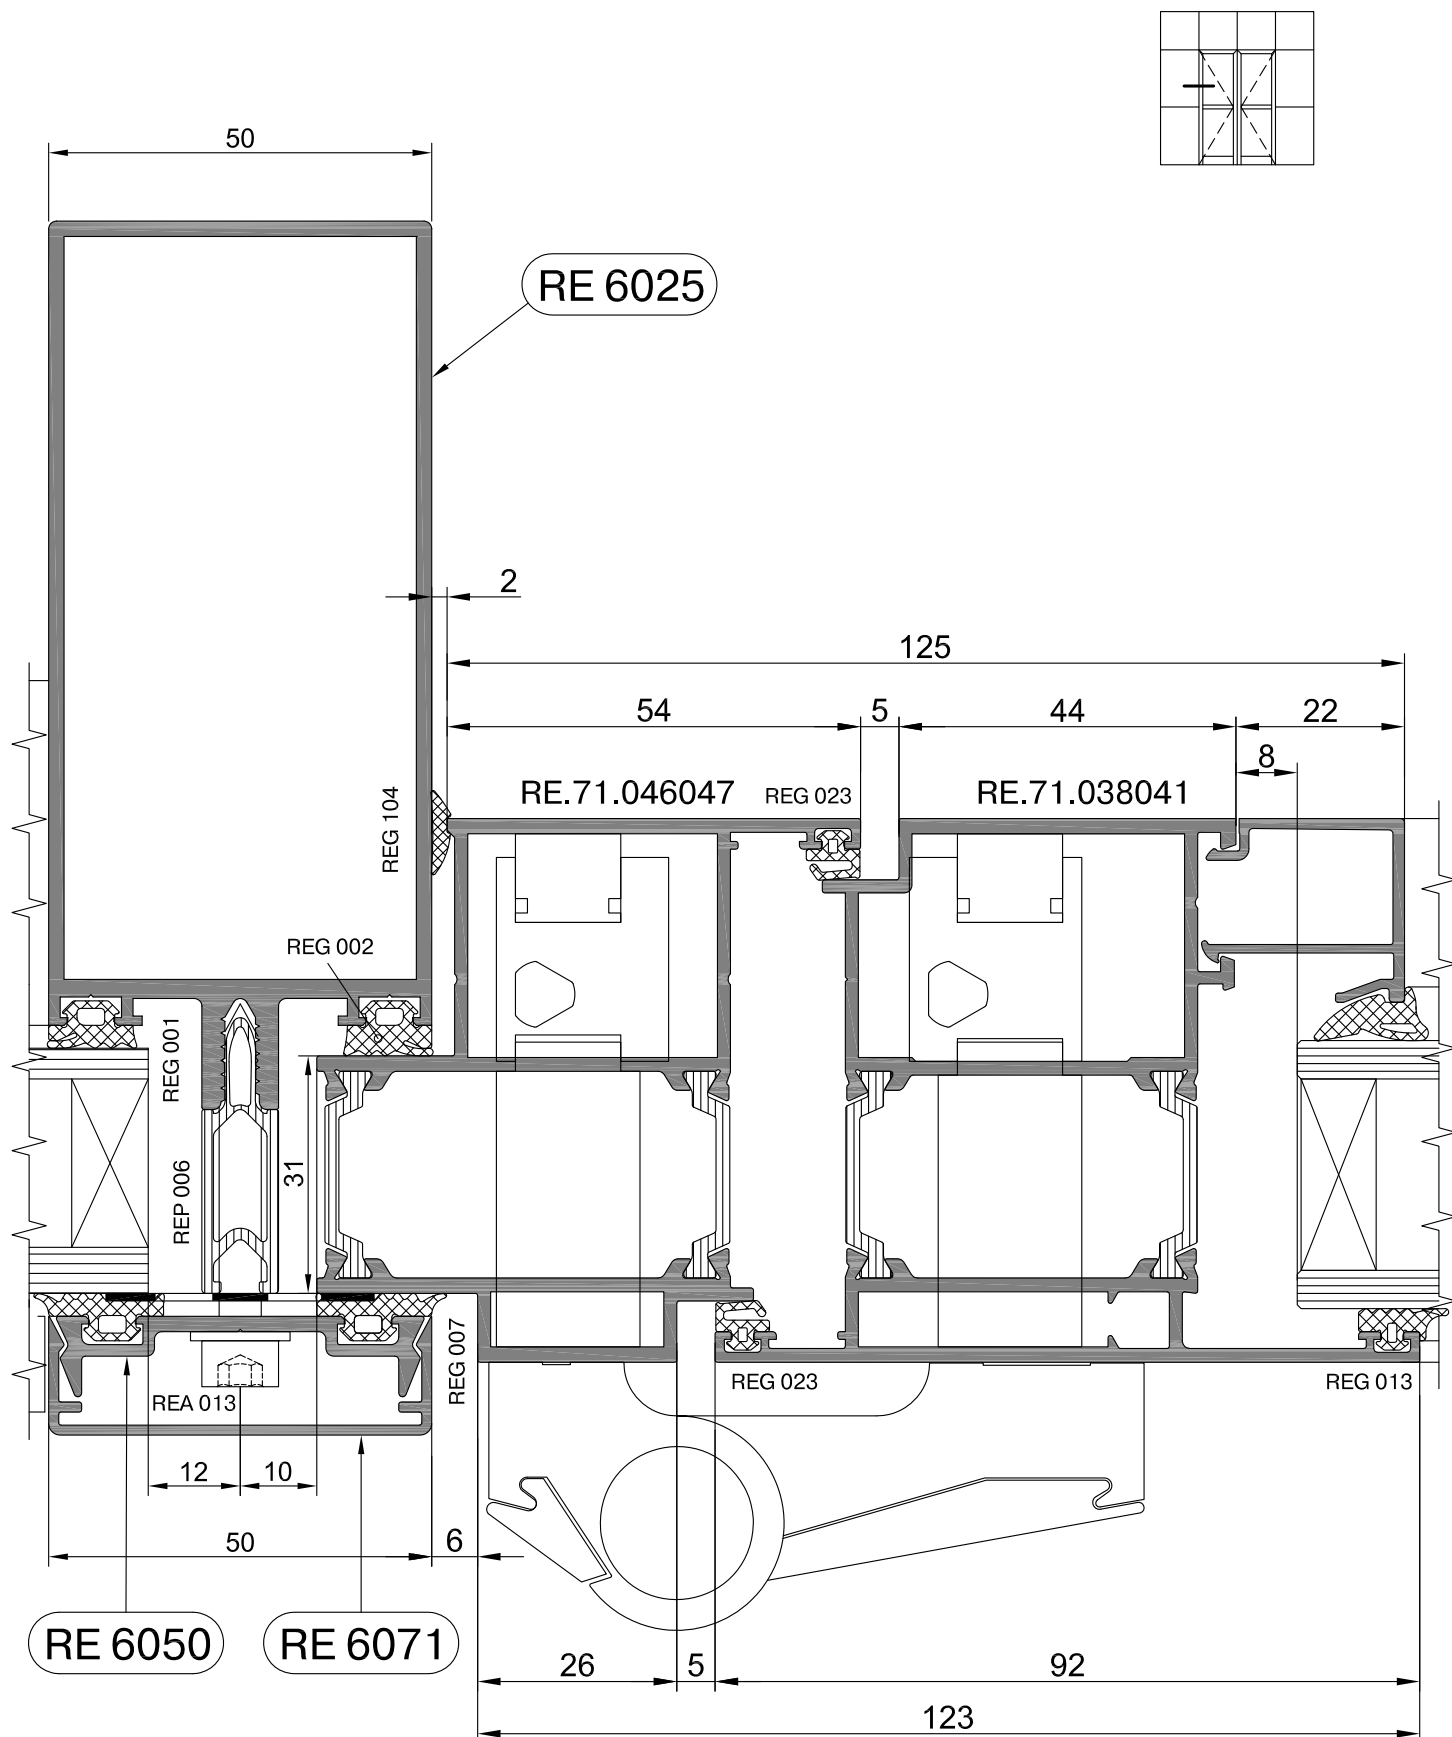 50
RE 6025
2
125
54
5
44
22
8
RE.71.046047
REG 023
RE.71.038041
REG 104
REG 002
REG 001
31
REP 006
REG 007
REA 013
REG 023
REG 013
12
10
50
6
RE 6050
RE 6071
26
5
92
123